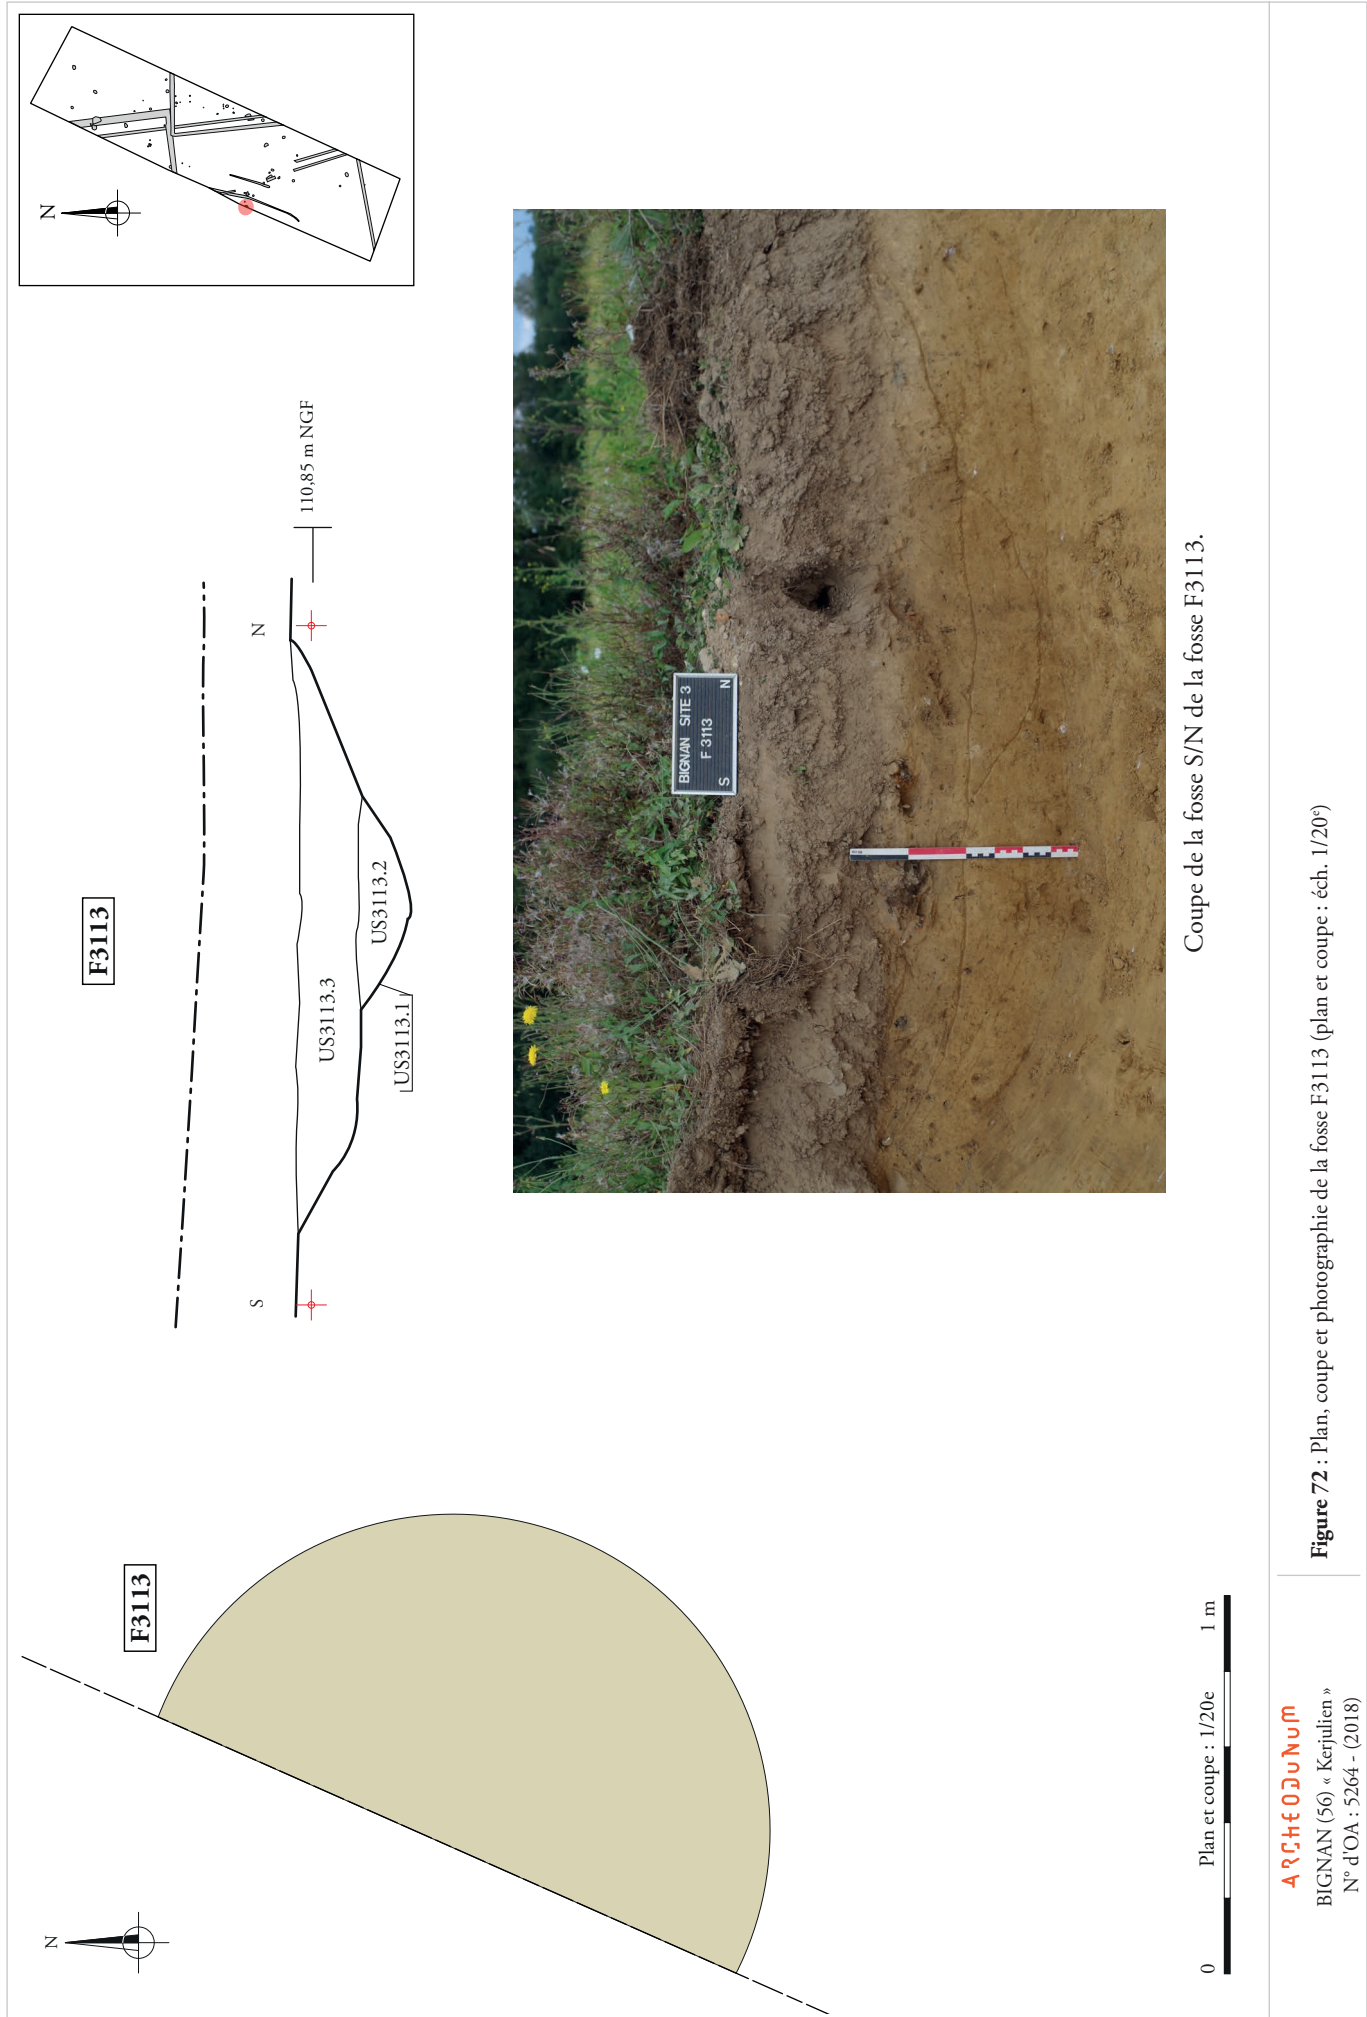 N
F3113
N
F3113
S
N
110,85 m NGF
US3113.3
US3113.2
US3113.1
BIGNAN SITE 3
F 3113
S N
Coupe de la fosse S/N de la fosse F3113.
Plan et coupe : 1/20e
0 1 m
ARCHEODUNUM
BIGNAN (56) « Kerjulien »
N° d'OA : 5264 - (2018)
Figure 72 : Plan, coupe et photographie de la fosse F3113 (plan et coupe : éch. 1/20e)